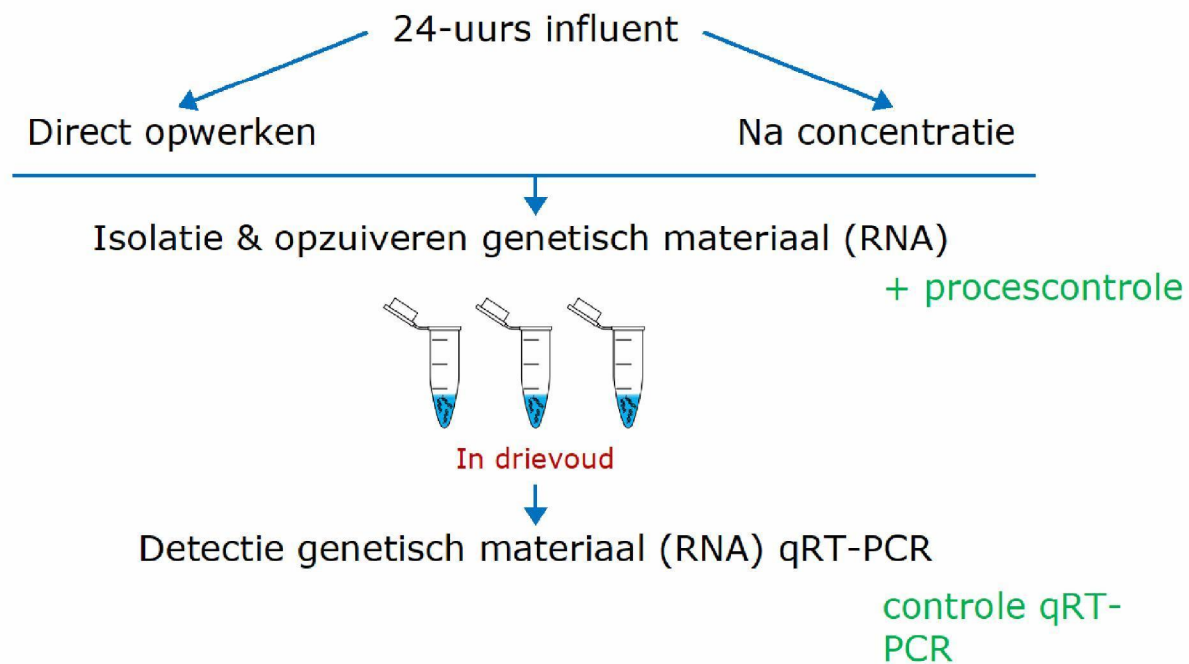 24-uurs influent
Direct opwerken
Na concentratie
Isolatie & opzuiveren genetisch materiaal (RNA)
+ procescontrole
In drievoud
Detectie genetisch materiaal (RNA) qRT-PCR
controle qRT-
PCR